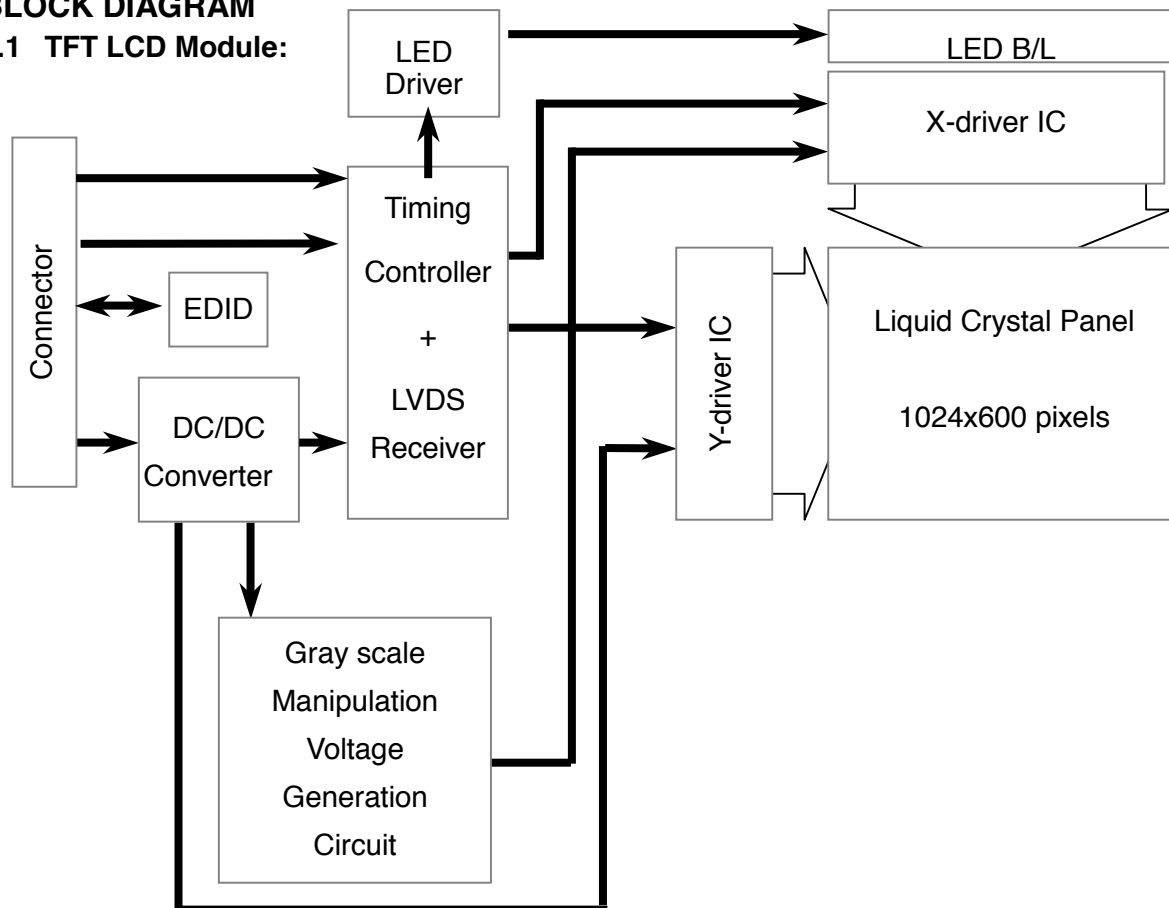 BLOCK DIAGRAM
.1 TFT LCD Module:
LED
Driver
LED B/L
X-driver IC
Connector
Timing
Controller
+
LVDS
Receiver
EDID
DC/DC
Converter
Y-driver IC
Liquid Crystal Panel
1024x600 pixels
Gray scale
Manipulation
Voltage
Generation
Circuit